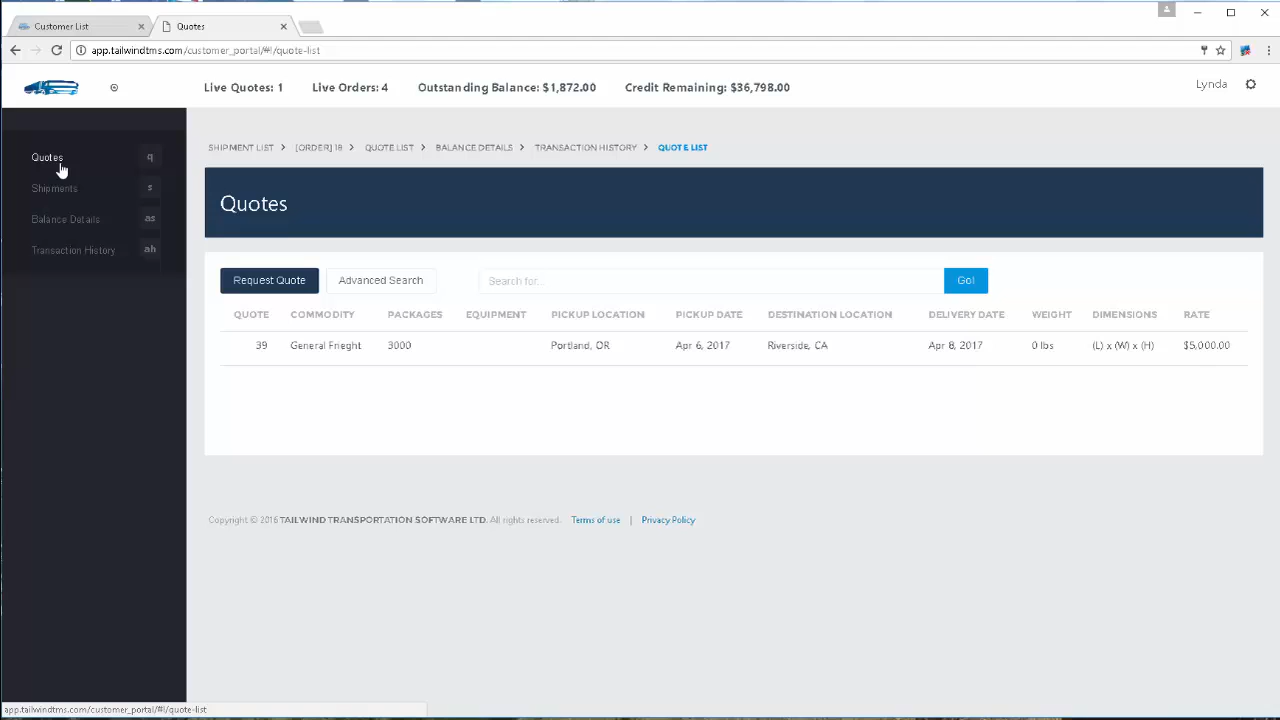 Customer List
Quotes
app.tailwindtms.com/customer_portal/#!/quote-list
Live Quotes: 1 Live Orders: 4 Outstanding Balance: $1,872.00 Credit Remaining: $36,798.00 Lynda
Quotes q
Shipments s
Balance Details as
Transaction History ah
SHIPMENT LIST > [ORDER] 18 > QUOTE LIST > BALANCE DETAILS > TRANSACTION HISTORY > QUOTE LIST
Quotes
Request Quote Advanced Search Search for... Go!
QUOTE COMMODITY PACKAGES EQUIPMENT PICKUP LOCATION PICKUP DATE DESTINATION LOCATION DELIVERY DATE WEIGHT DIMENSIONS RATE
39 General Frieght 3000 Portland, OR Apr 6, 2017 Riverside, CA Apr 8, 2017 0 lbs (L) x (W) x (H) $5,000.00
Copyright © 2016 TAILWIND TRANSPORTATION SOFTWARE LTD. All rights reserved. Terms of use | Privacy Policy
app.tailwindtms.com/customer_portal/#!/quote-list